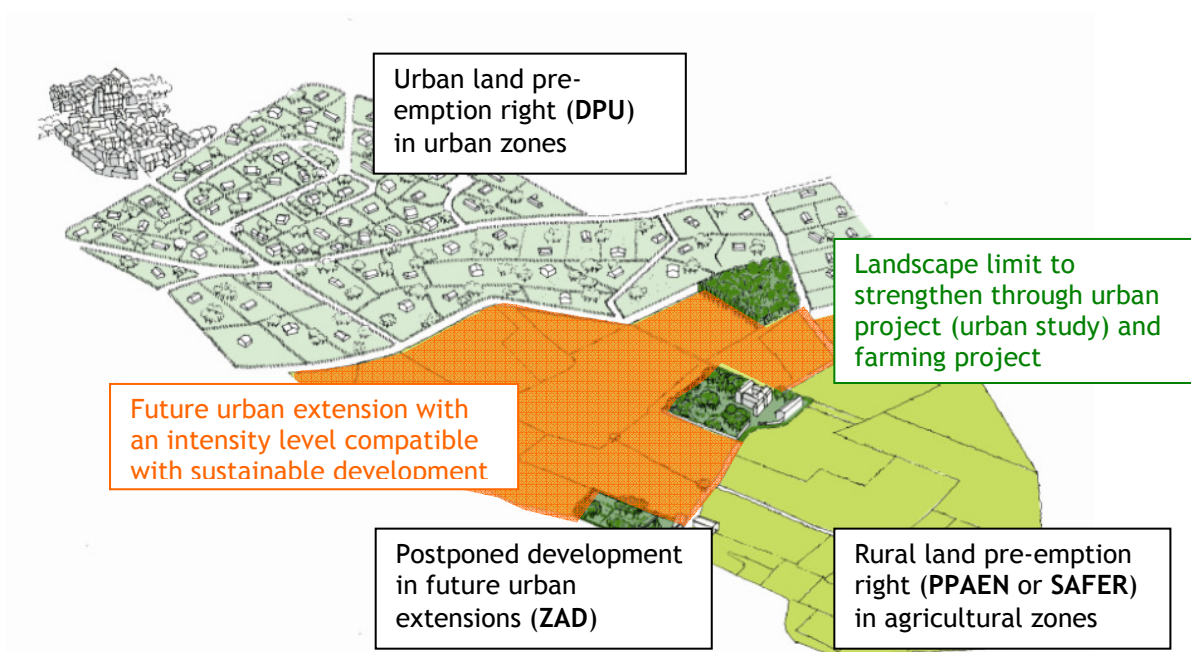 Urban land pre-
emption right (DPU)
in urban zones
Landscape limit to
strengthen through urban
project (urban study) and
farming project
Future urban extension with
an intensity level compatible
with sustainable development
Postponed development
in future urban
extensions (ZAD)
Rural land pre-emption
right (PPAEN or SAFER)
in agricultural zones